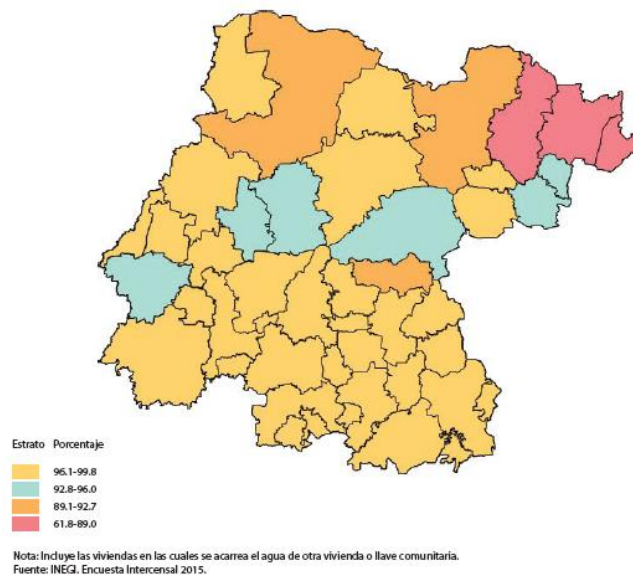 Estrato Porcentaje
96.1-99.8
92.8-96.0
89.1-92.7
61.8-89.0
Nota: Incluye las viviendas en las cuales se acarrea el agua de otra vivienda o llave comunitaria.
Fuente: INEGI. Encuesta Intercensal 2015.